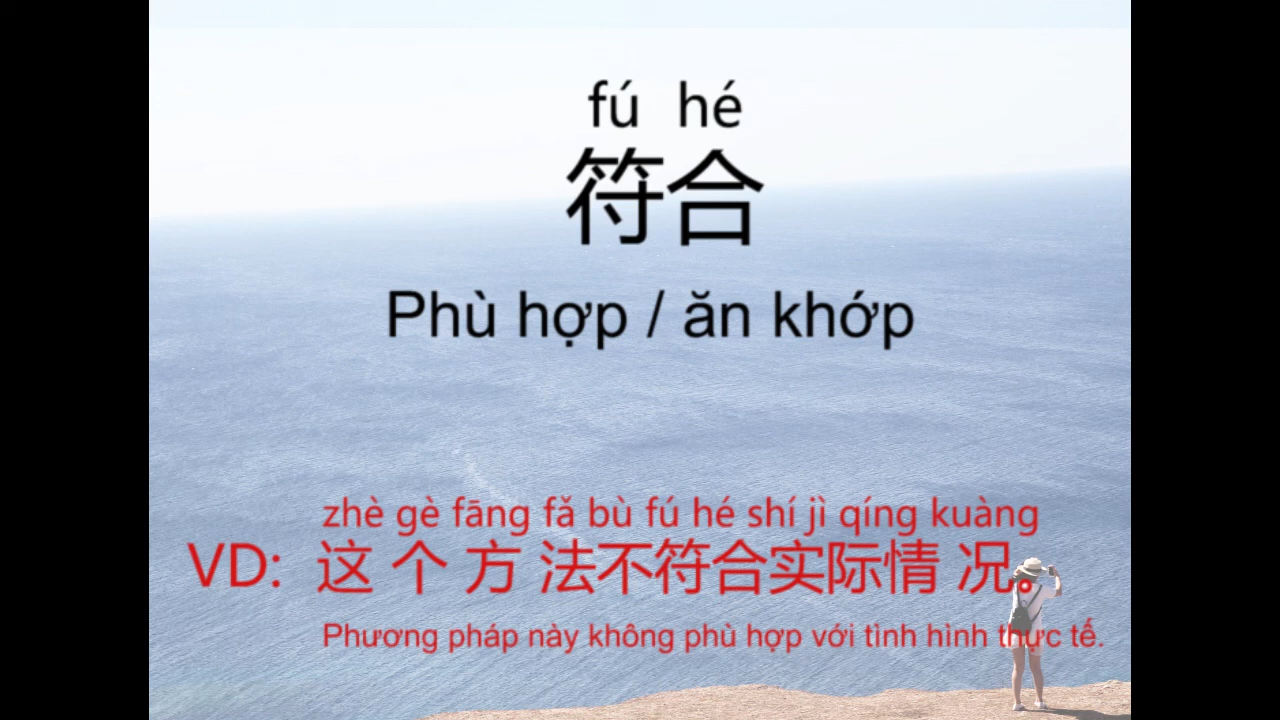 fú hé
符合
Phù hợp / ăn khớp
zhè gè fāng fǎ bù fú hé shí jì qíng kuàng
VD: 这个方法不符合实际情况。
Phương pháp này không phù hợp với tình hình thực tế.